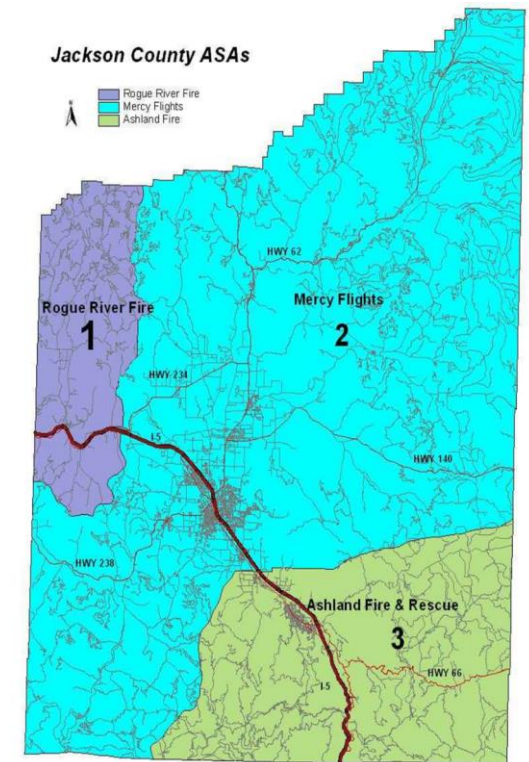 Jackson County ASAs
Rogue River Fire
Mercy Flights
Ashland Fire
HWY 62
Rogue River Fire
1
Mercy Flights
2
HWY 234
I-5
HWY 140
HWY 238
Ashland Fire & Rescue
3
HWY 66
I-5